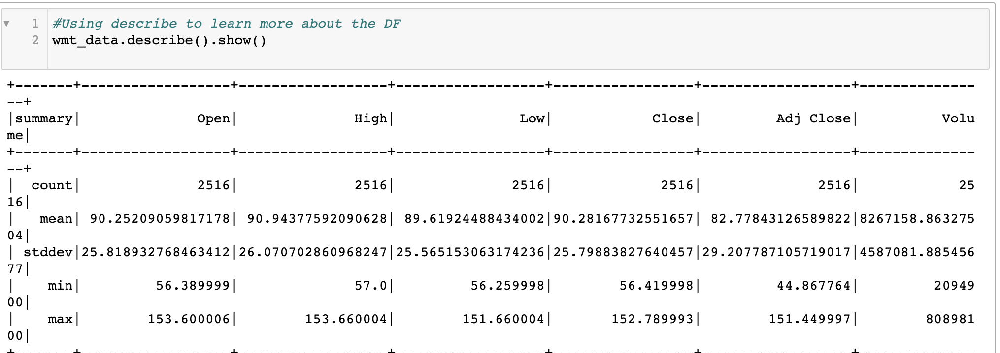 1 #Using describe to learn more about the DF
2 wmt_data.describe().show()
+-------+------------------+------------------+------------------+-----------------+------------------+--------------
--+
|summary|              Open|              High|               Low|            Close|         Adj Close|          Volu
me|
+-------+------------------+------------------+------------------+-----------------+------------------+--------------
--+
|  count|              2516|              2516|              2516|             2516|              2516|            25
16|
|   mean| 90.25209059817178| 90.94377592090628| 89.61924488434002|90.28167732551657| 82.77843126589822|8267158.863275
04|
| stddev|25.818932768463412|26.070702860968247|25.565153063174236|25.79883827640457|29.207787105719017|4587081.885456
77|
|    min|         56.389999|              57.0|         56.259998|        56.419998|         44.867764|         20949
00|
|    max|        153.600006|        153.660004|        151.660004|       152.789993|        151.449997|        808981
00|
+-------+------------------+------------------+------------------+-----------------+------------------+--------------